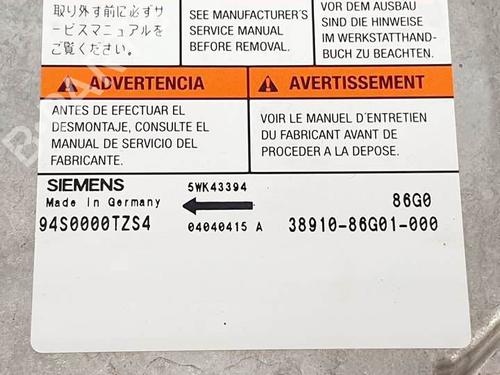 取り外す前に必ずサ
ービスマニュアルを
ご覧ください。
SEE MANUFACTURER'S
SERVICE MANUAL
BEFORE REMOVAL.
VOR DEM AUSBAU
SIND DIE HINWEISE
IM WERKSTATTHAND-
BUCH ZU BEACHTEN.
ADVERTENCIA
ANTES DE EFECTUAR EL
DESMONTAJE, CONSULTE EL
MANUAL DE SERVICIO DEL
FABRICANTE.
AVERTISSEMENT
VOIR LE MANUEL D´ENTRETIEN
DU FABRICANT AVANT DE
PROCEDER A LA DEPOSE.
SIEMENS
Made in Germany
94S0000TZS4
5WK43394
04040415 A
86G0
38910-86G01-000